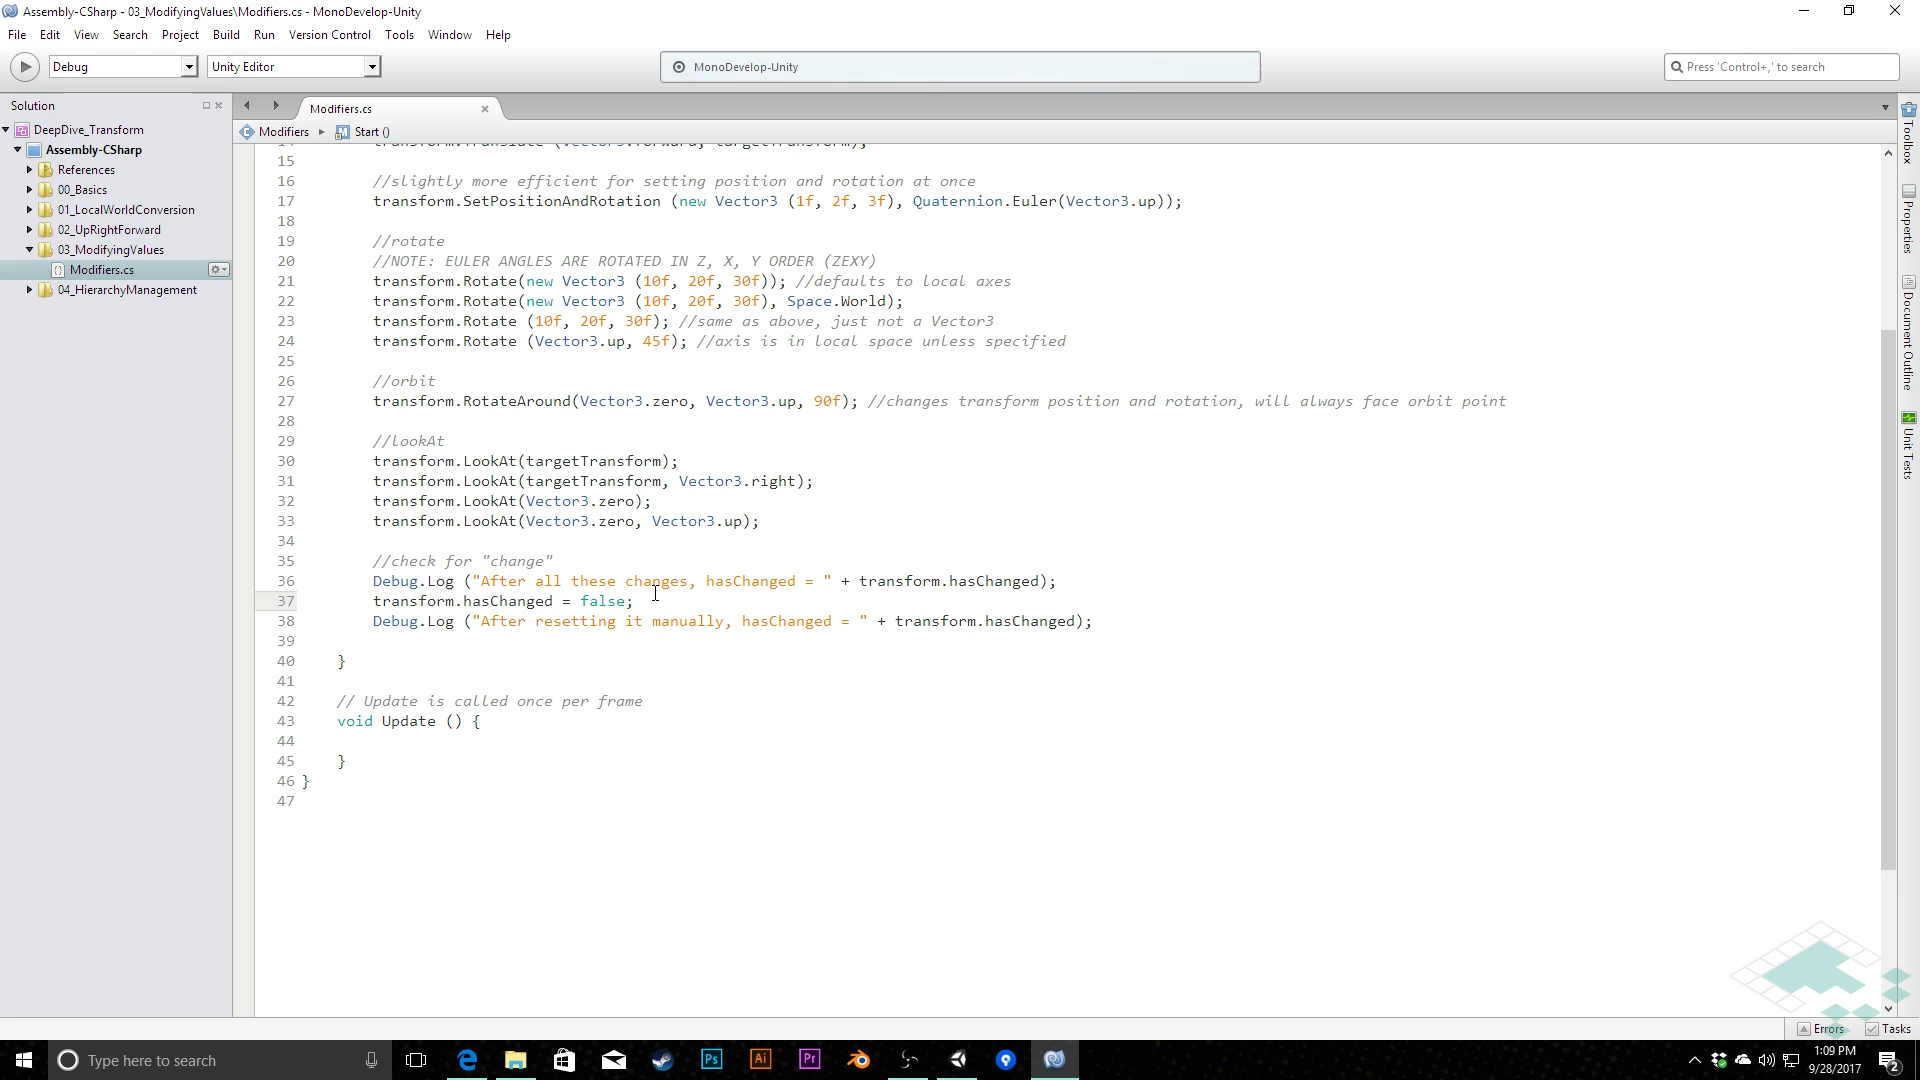 Assembly-CSharp - 03_ModifyingValues\Modifiers.cs - MonoDevelop-Unity
File Edit View Search Project Build Run Version Control Tools Window Help
Debug Unity Editor MonoDevelop-Unity Press 'Control+,' to search
Solution
DeepDive_Transform
Assembly-CSharp
References
00_Basics
01_LocalWorldConversion
02_UpRightForward
03_ModifyingValues
Modifiers.cs
04_HierarchyManagement
Modifiers.cs
Modifiers Start ()
15
16 //slightly more efficient for setting position and rotation at once
17 transform.SetPositionAndRotation (new Vector3 (1f, 2f, 3f), Quaternion.Euler(Vector3.up));
18
19 //rotate
20 //NOTE: EULER ANGLES ARE ROTATED IN Z, X, Y ORDER (ZEXY)
21 transform.Rotate(new Vector3 (10f, 20f, 30f)); //defaults to local axes
22 transform.Rotate(new Vector3 (10f, 20f, 30f), Space.World);
23 transform.Rotate (10f, 20f, 30f); //same as above, just not a Vector3
24 transform.Rotate (Vector3.up, 45f); //axis is in local space unless specified
25
26 //orbit
27 transform.RotateAround(Vector3.zero, Vector3.up, 90f); //changes transform position and rotation, will always face orbit point
28
29 //lookAt
30 transform.LookAt(targetTransform);
31 transform.LookAt(targetTransform, Vector3.right);
32 transform.LookAt(Vector3.zero);
33 transform.LookAt(Vector3.zero, Vector3.up);
34
35 //check for "change"
36 Debug.Log ("After all these changes, hasChanged = " + transform.hasChanged);
37 transform.hasChanged = false;
38 Debug.Log ("After resetting it manually, hasChanged = " + transform.hasChanged);
39
40 }
41
42 // Update is called once per frame
43 void Update () {
44
45 }
46 }
47
Toolbox
Properties
Document Outline
Unit Tests
Errors Tasks
Type here to search
Ps Ai Pr
1:09 PM
9/28/2017
2